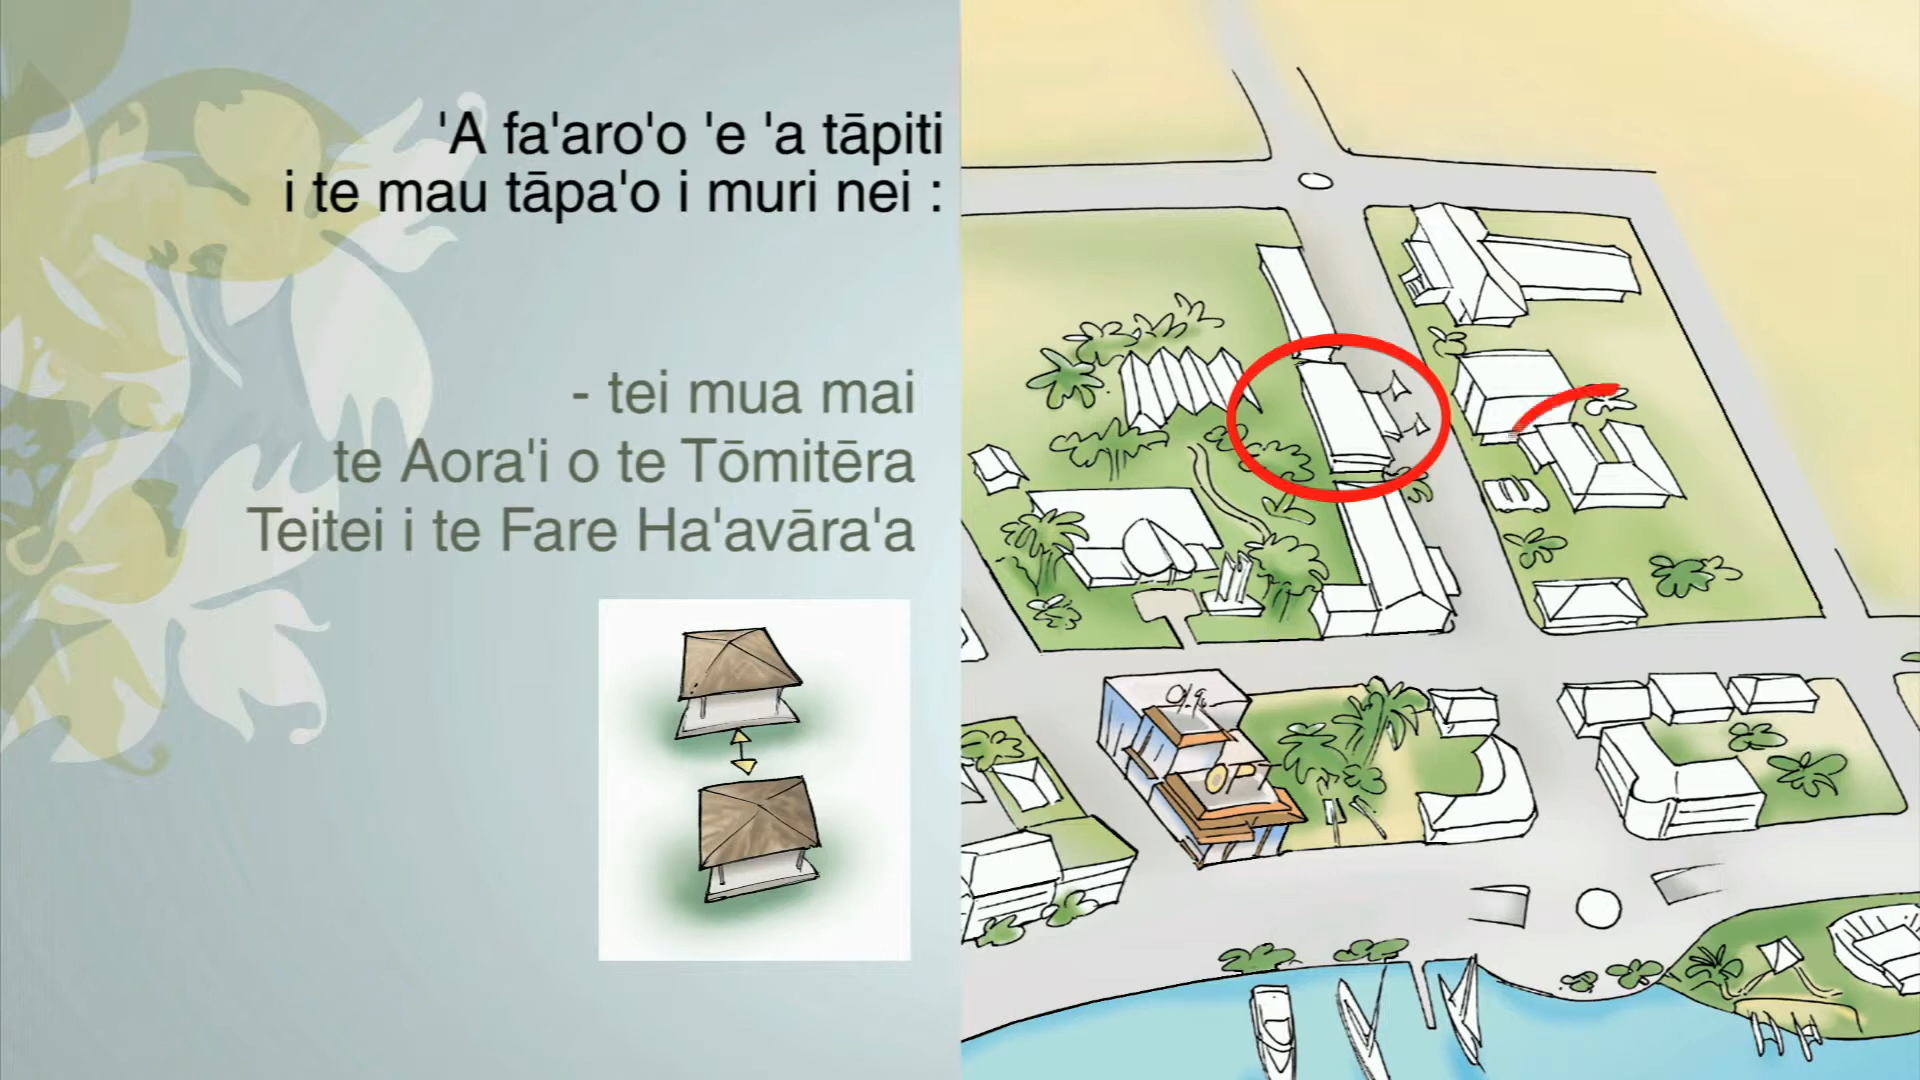 'A fa'aro'o 'e 'a tāpiti
i te mau tāpa'o i muri nei :
- tei mua mai
te Aora'i o te Tōmitēra
Teitei i te Fare Ha'avāra'a